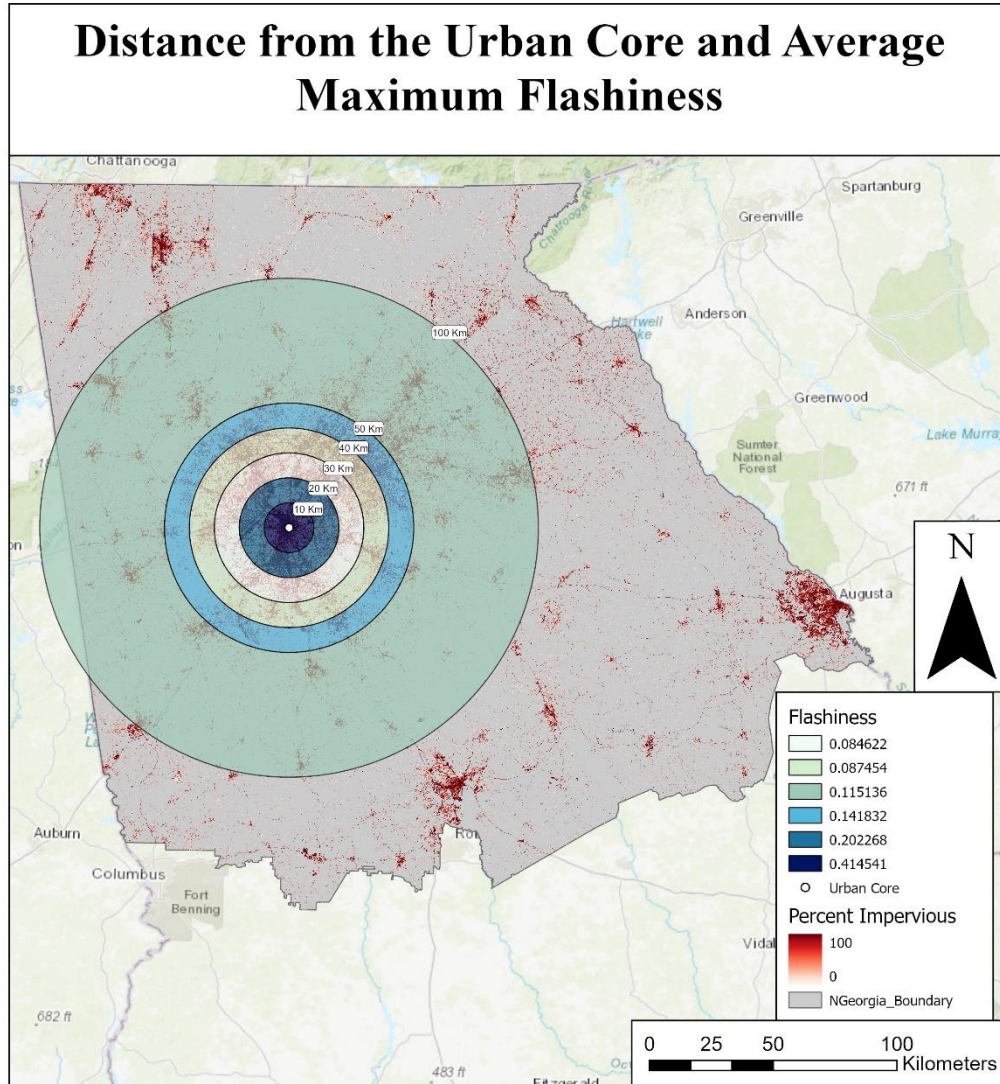 Distance from the Urban Core and Average
Maximum Flashiness
Chattanooga
Spartanburg
Greenville
Chattooga River
Anderson
Hartwell
100 Km
Greenwood
Lake Murray
50 Km
40 Km
Sumter
National
Forest
30 Km
671 ft
20 Km
10 Km
N
Augusta
Flashiness
0.084622
0.087454
0.115136
0.141832
0.202268
0.414541
Urban Core
Percent Impervious
100
0
NGeorgia_Boundary
Auburn
Columbus
Fort
Benning
682 ft
483 ft
0 25 50 100
Kilometers